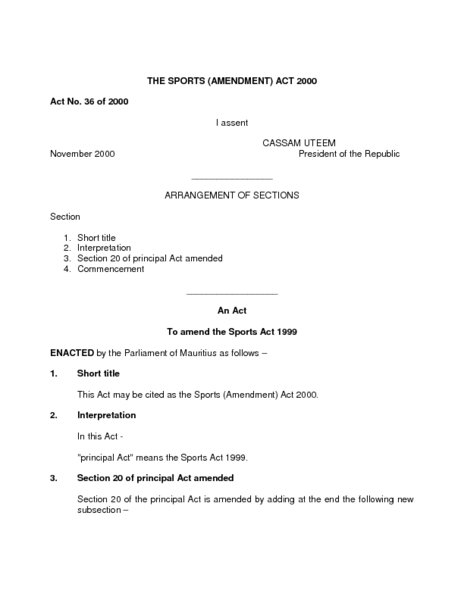 THE SPORTS (AMENDMENT) ACT 2000
Act No. 36 of 2000
I assent
CASSAM UTEEM
November 2000 President of the Republic
ARRANGEMENT OF SECTIONS
Section
1. Short title
2. Interpretation
3. Section 20 of principal Act amended
4. Commencement
An Act
To amend the Sports Act 1999
ENACTED by the Parliament of Mauritius as follows –
1. Short title
This Act may be cited as the Sports (Amendment) Act 2000.
2. Interpretation
In this Act -
"principal Act" means the Sports Act 1999.
3. Section 20 of principal Act amended
Section 20 of the principal Act is amended by adding at the end the following new
subsection –